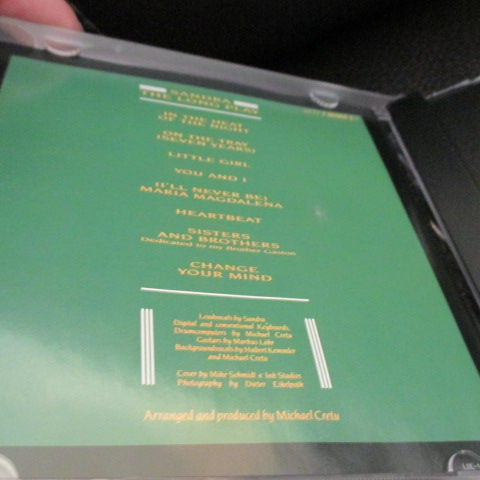 SANDRA
THE LONG PLAY
IN THE HEAT
OF THE NIGHT
ON THE TRAY
(SEVEN YEARS)
LITTLE GIRL
YOU AND I
(I'LL NEVER BE)
MARIA MAGDALENA
HEARTBEAT
SISTERS
AND BROTHERS
Dedicated to my Brother Gaston
CHANGE
YOUR MIND
Leadvocals by Sandra
Digital and conventional Keyboards,
Drumcomputers by Michael Cretu
Guitars by Markus Löhr
Backgroundvocals by Hubert Kemmler
and Michael Cretu
Cover by Mike Schmidt c Ink Studios
Photography by Dieter Eikelpoth
Arranged and produced by Michael Cretu